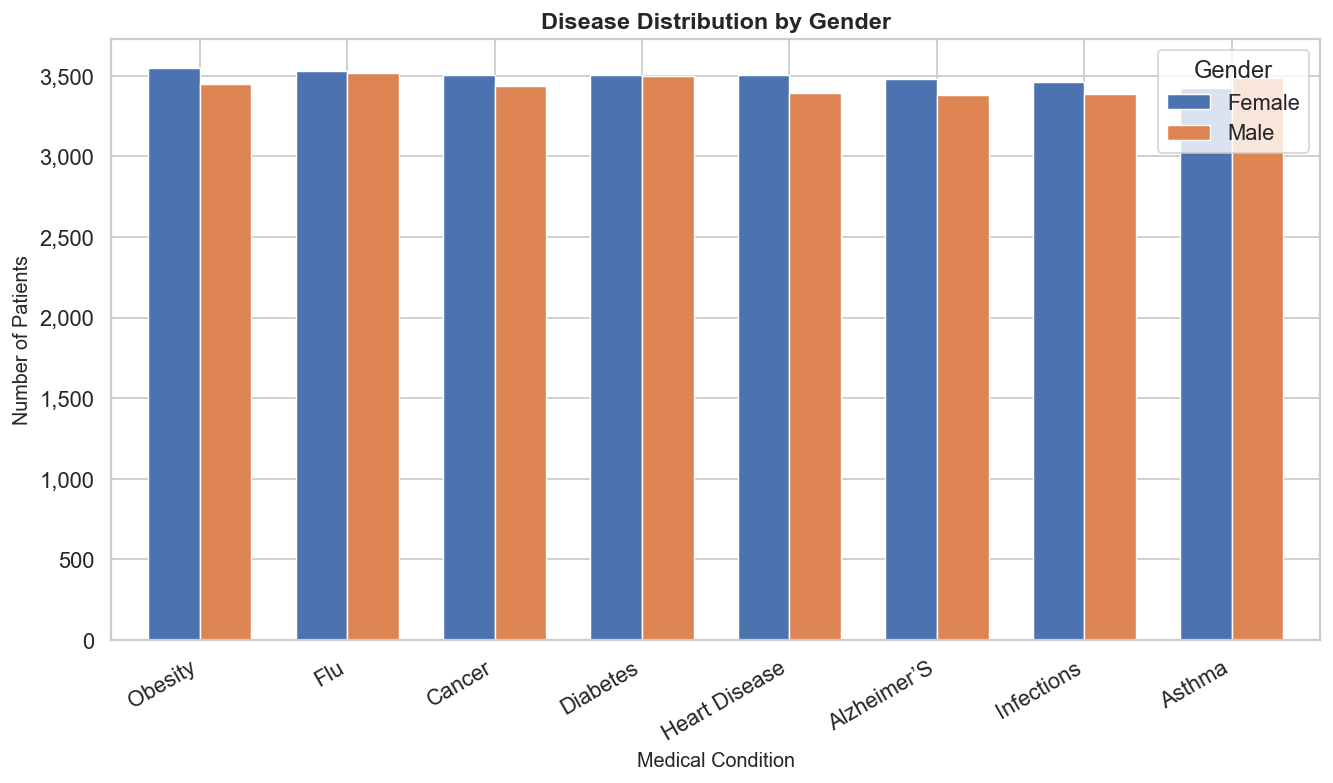 Disease Distribution by Gender
Gender
Female
Male
Number of Patients
3,500
3,000
2,500
2,000
1,500
1,000
500
0
Obesity
Flu
Cancer
Diabetes
Heart Disease
Alzheimer’S
Infections
Asthma
Medical Condition